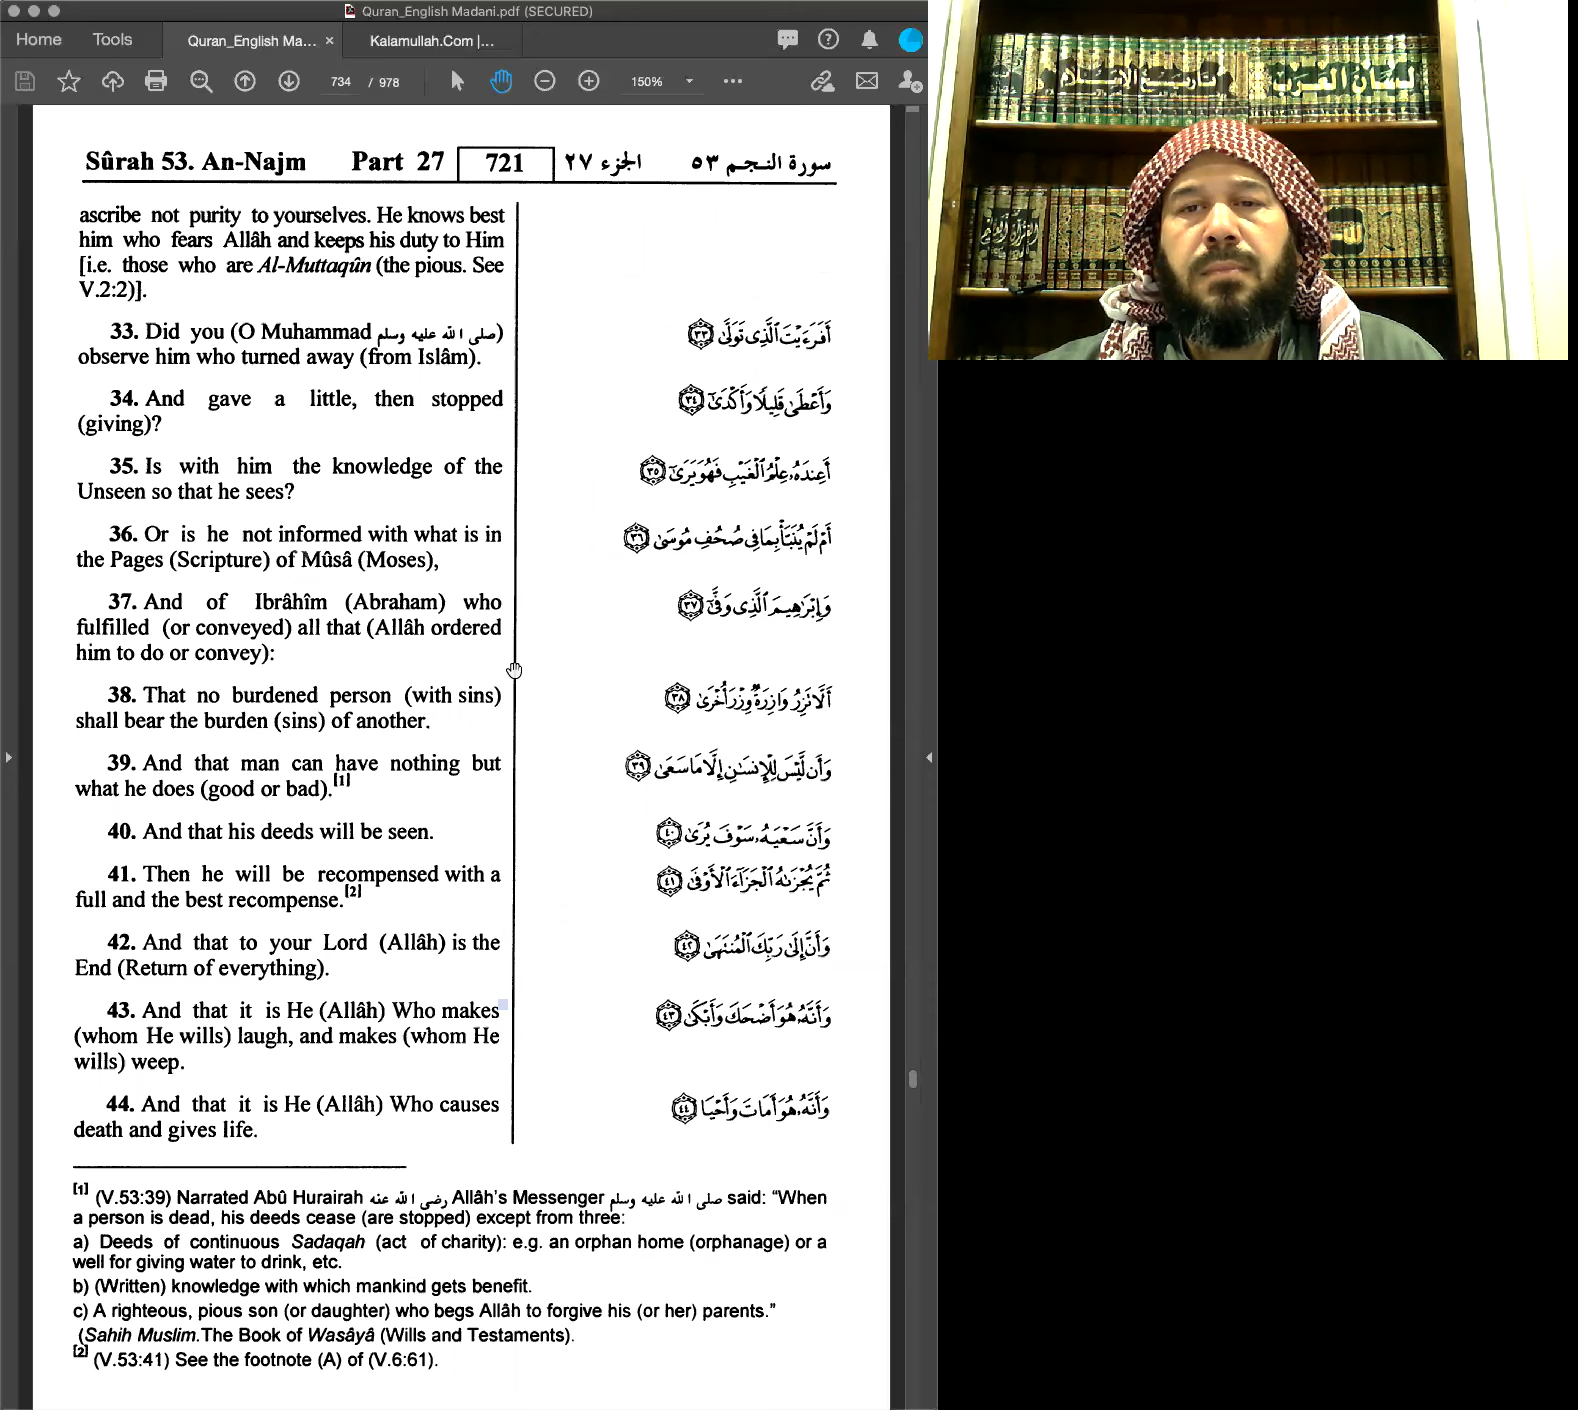 Quran_English Madani.pdf (SECURED)
Home Tools Quran_English Ma... × Kalamullah.Com |...
734 / 978 150%
Sûrah 53. An-Najm Part 27 721 الجزء ٢٧ سورة النجم ٥٣
ascribe not purity to yourselves. He knows best
him who fears Allâh and keeps his duty to Him
[i.e. those who are Al-Muttaqûn (the pious. See
V.2:2)].
33. Did you (O Muhammad صلى الله عليه وسلم)
observe him who turned away (from Islâm).
أَفَرَءَيْتَ ٱلَّذِى تَوَلَّىٰ ٣٣
34. And gave a little, then stopped
(giving)?
وَأَعْطَىٰ قَلِيلًا وَأَكْدَىٰٓ ٣٤
35. Is with him the knowledge of the
Unseen so that he sees?
أَعِندَهُۥ عِلْمُ ٱلْغَيْبِ فَهُوَ يَرَىٰٓ ٣٥
36. Or is he not informed with what is in
the Pages (Scripture) of Mûsâ (Moses),
أَمْ لَمْ يُنَبَّأْ بِمَا فِى صُحُفِ مُوسَىٰ ٣٦
37. And of Ibrâhîm (Abraham) who
fulfilled (or conveyed) all that (Allâh ordered
him to do or convey):
وَإِبْرَٰهِيمَ ٱلَّذِى وَفَّىٰٓ ٣٧
38. That no burdened person (with sins)
shall bear the burden (sins) of another.
أَلَّا تَزِرُ وَازِرَةٌ وِزْرَ أُخْرَىٰ ٣٨
39. And that man can have nothing but
what he does (good or bad).[1]
وَأَن لَّيْسَ لِلْإِنسَٰنِ إِلَّا مَا سَعَىٰ ٣٩
40. And that his deeds will be seen.
وَأَنَّ سَعْيَهُۥ سَوْفَ يُرَىٰ ٤٠
41. Then he will be recompensed with a
full and the best recompense.[2]
ثُمَّ يُجْزَىٰهُ ٱلْجَزَآءَ ٱلْأَوْفَىٰ ٤١
42. And that to your Lord (Allâh) is the
End (Return of everything).
وَأَنَّ إِلَىٰ رَبِّكَ ٱلْمُنتَهَىٰ ٤٢
43. And that it is He (Allâh) Who makes
(whom He wills) laugh, and makes (whom He
wills) weep.
وَأَنَّهُۥ هُوَ أَضْحَكَ وَأَبْكَىٰ ٤٣
44. And that it is He (Allâh) Who causes
death and gives life.
وَأَنَّهُۥ هُوَ أَمَاتَ وَأَحْيَا ٤٤
[1] (V.53:39) Narrated Abû Hurairah رضى الله عنه Allâh's Messenger صلى الله عليه وسلم said: “When
a person is dead, his deeds cease (are stopped) except from three:
a) Deeds of continuous Sadaqah (act of charity): e.g. an orphan home (orphanage) or a
well for giving water to drink, etc.
b) (Written) knowledge with which mankind gets benefit.
c) A righteous, pious son (or daughter) who begs Allâh to forgive his (or her) parents.”
(Sahih Muslim.The Book of Wasâyâ (Wills and Testaments).
[2] (V.53:41) See the footnote (A) of (V.6:61).
تاريخ الإسلام
لسان العرب